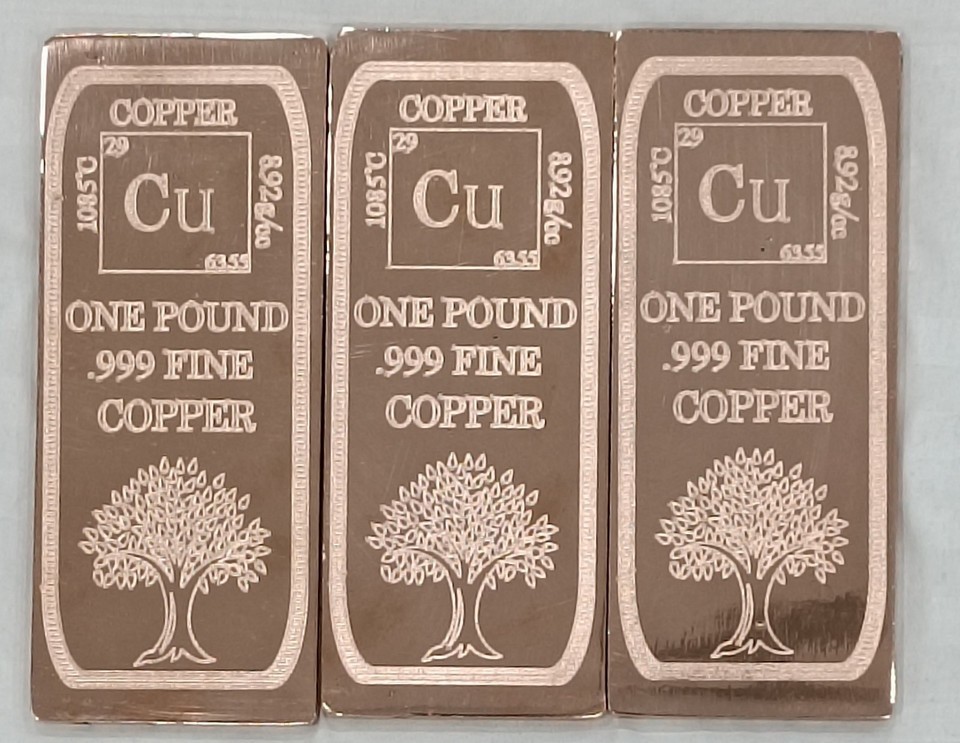 COPPER
29
1085°C
Cu
8.92g/cc
63.55
ONE POUND
.999 FINE
COPPER
COPPER
29
1085°C
Cu
8.92g/cc
63.55
ONE POUND
.999 FINE
COPPER
COPPER
29
1085°C
Cu
8.92g/cc
63.55
ONE POUND
.999 FINE
COPPER